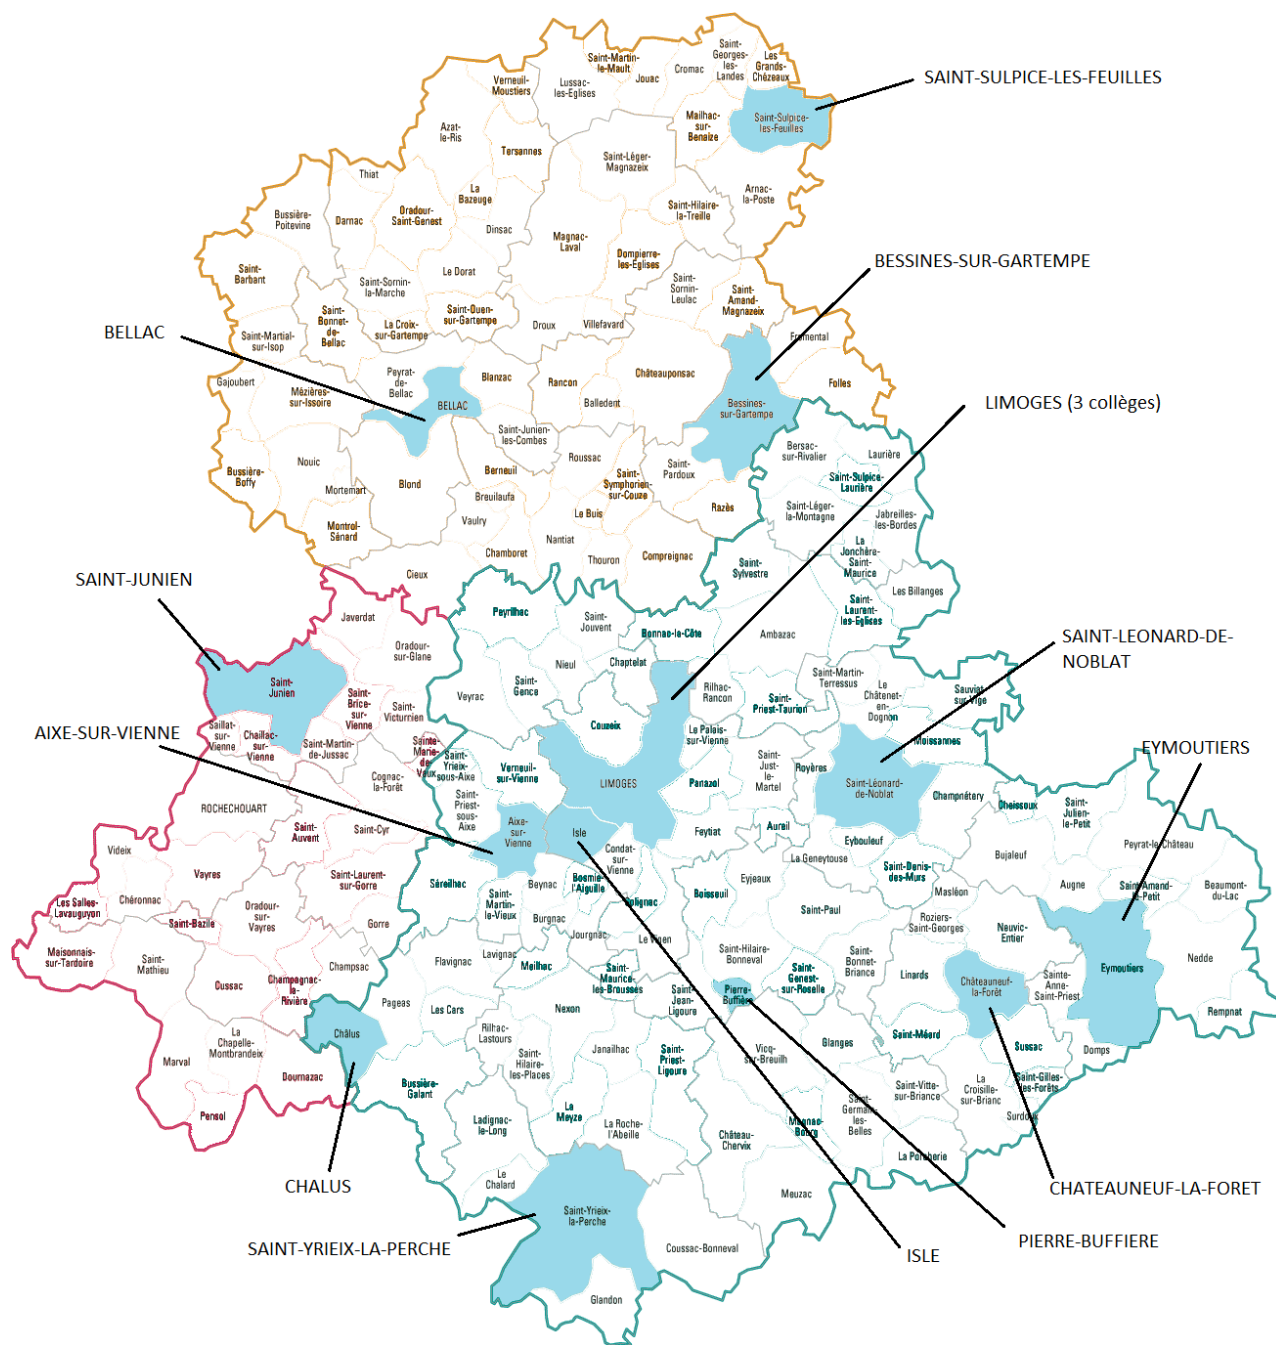 SAINT-SULPICE-LES-FEUILLES
BESSINES-SUR-GARTEMPE
BELLAC
LIMOGES (3 collèges)
SAINT-JUNIEN
SAINT-LEONARD-DE-
NOBLAT
AIXE-SUR-VIENNE
EYMOUTIERS
CHALUS
CHATEAUNEUF-LA-FORET
SAINT-YRIEIX-LA-PERCHE
ISLE
PIERRE-BUFFIERE
Saint-Martin-
le-Mault
Saint-
Georges-
les-
Landes
Les
Grands-
Chézeaux
Verneuil-
Moustiers
Lussac-
les-Eglises
Jouac
Cromac
Azat-
le-Ris
Mailhac-
sur-
Benaize
Saint-Sulpice-
les-Feuilles
Tersannes
Saint-Léger-
Magnazeix
Thiat
La
Bazeuge
Arnac-
la-Poste
Bussière-
Poitevine
Darnac
Oradour-
Saint-Genest
Saint-Hilaire-
la-Treille
Dinsac
Magnac-
Laval
Dompierre-
les-Eglises
Saint-
Barbant
Saint-Sornin-
la-Marche
Le Dorat
Saint-
Sornin-
Leulac
Saint-
Amand-
Magnazeix
Saint-
Bonnet-
de-
Bellac
Saint-Ouen-
sur-Gartempe
La Croix-
sur-Gartempe
Droux
Villefavard
Saint-Martial-
sur-Isop
Fromental
Gajoubert
Mézières-
sur-Issoire
Peyrat-
de-
Bellac
Blanzac
Rancon
Châteauponsac
Folles
BELLAC
Balledent
Bessines-
sur-Gartempe
Saint-Junien-
les-Combes
Bersac-
sur-Rivalier
Laurière
Bussière-
Boffy
Nouic
Mortemart
Blond
Berneuil
Roussac
Saint-
Symphorien-
sur-Couze
Saint-
Pardoux
Saint-Sulpice-
Laurière
Breuilaufa
Le Buis
Razès
Saint-Léger-
la-Montagne
Jabreilles-
les-Bordes
Montrol-
Sénard
Vaulry
Nantiat
Chamboret
Thouron
Compreignac
La
Jonchère-
Saint-
Maurice
Saint-
Sylvestre
Cieux
Les Billanges
Javerdat
Peyrilhac
Saint-
Jouvent
Bonnac-la-Côte
Ambazac
Saint-
Laurent-
les-Eglises
Oradour-
sur-Glane
Nieul
Chaptelat
Saint-Martin-
Terressus
Saint-
Junien
Veyrac
Saint-
Gence
Rilhac-
Rancon
Saint-
Priest-Taurion
Le
Châtenet-
en-
Dognon
Sauviat-
sur-Vige
Saint-
Brice-
sur-
Vienne
Saint-
Victurnien
Couzeix
Le Palais-
sur-Vienne
Moissannes
Saillat-
sur-
Vienne
Chaillac-
sur-
Vienne
Saint-Martin-
de-Jussac
Sainte-
Marie-
de-
Vaux
Saint-
Yrieix-
sous-Aixe
Verneuil-
sur-Vienne
LIMOGES
Panazol
Saint-
Just-
le-
Martel
Royères
Saint-Léonard-
de-Noblat
Cognac-
la-Forêt
Saint-
Priest-
sous-
Aixe
Champnétery
Cheissoux
Saint-
Julien-
le-Petit
ROCHECHOUART
Aixe-
sur-
Vienne
Isle
Feytiat
Aureil
Eybouleuf
Saint-
Auvent
Saint-Cyr
Condat-
sur-
Vienne
Peyrat-le-Château
Videix
Vayres
Saint-Laurent-
sur-Gorre
Séreilhac
Beynac
Bosmie-
l'Aiguille
Boisseuil
Eyjeaux
La Geneytouse
Saint-Denis-
des-Murs
Bujaleuf
Augne
Saint-Amand-
le-Petit
Beaumont-
du-Lac
Les Salles-
Lavauguyon
Chéronnac
Saint-Bazile
Oradour-
sur-
Vayres
Gorre
Saint-
Martin-
le-Vieux
Burgnac
Solignac
Saint-Paul
Masléon
Roziers-
Saint-Georges
Neuvic-
Entier
Maisonnais-
sur-Tardoire
Saint-
Mathieu
Cussac
Champagnac-
la-
Rivière
Champsac
Flavignac
Lavignac
Jourgnac
Meilhac
Le Vigen
Saint-Hilaire-
Bonneval
Saint-
Bonnet-
Briance
Linards
Châteauneuf-
la-Forêt
Sainte-
Anne-
Saint-Priest
Eymoutiers
Nedde
Saint-
Maurice-
les-Brousses
Saint-
Genest-
sur-Roselle
Pageas
Les Cars
Nexon
Saint-
Jean-
Ligoure
Pierre-
Buffière
Rempnat
Châlus
La
Chapelle-
Montbrandeix
Rilhac-
Lastours
Janailhac
Vicq-
sur-Breuilh
Glanges
Saint-Méard
Sussac
Domps
Marval
Dournazac
Bussière-
Galant
Saint-
Hilaire-
les-Places
Saint-
Priest-
Ligoure
Saint-Vitte-
sur-Briance
La
Croisille-
sur-Brianc
Saint-Gilles-
les-Forêts
Pensol
Ladignac-
le-Long
La
Meyze
La Roche-
l'Abeille
Château-
Chervix
Magnac-
Bourg
Saint-
Germain-
les-
Belles
Surdoux
Le
Chalard
La Porcherie
Meuzac
Saint-Yrieix-
la-Perche
Coussac-Bonneval
Glandon